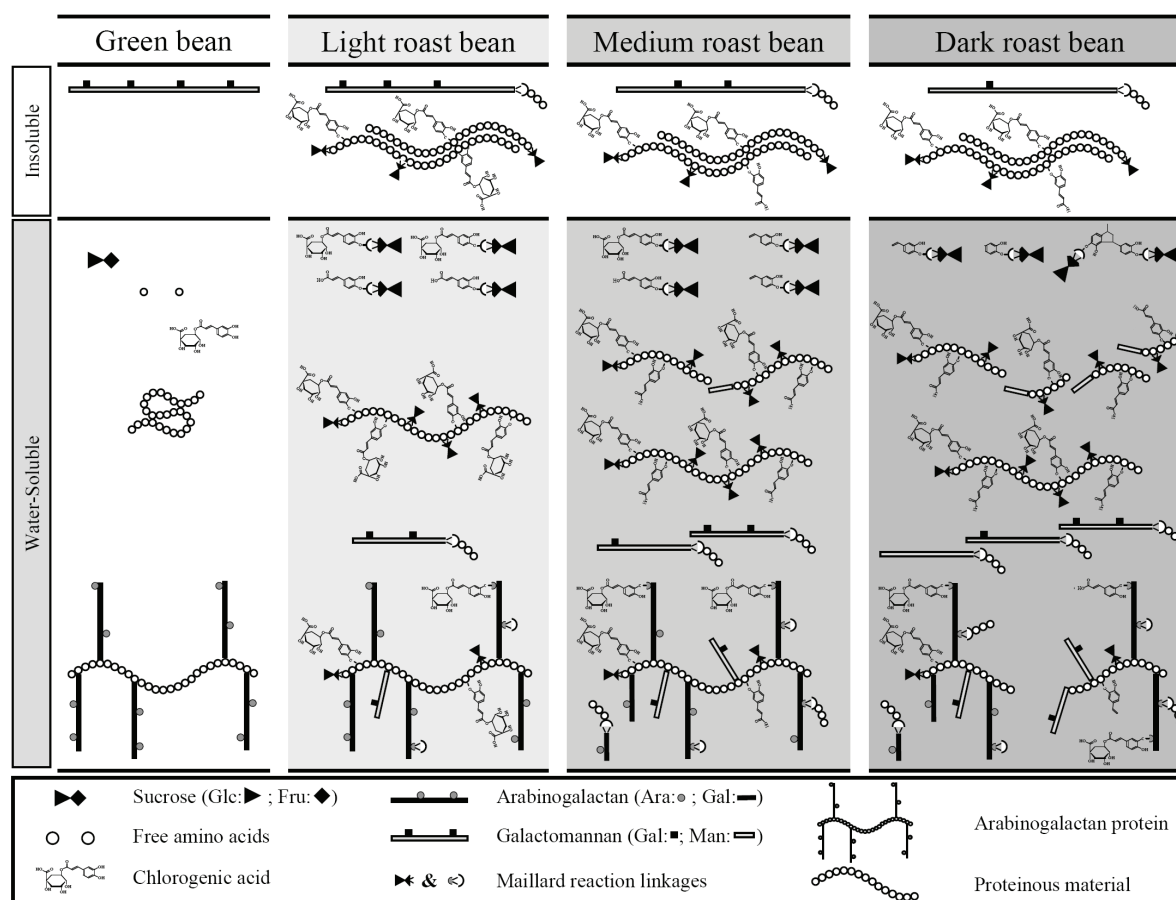 Green bean
Light roast bean
Medium roast bean
Dark roast bean
Insoluble
Water-Soluble
Sucrose (Glc: ; Fru: )
Free amino acids
Chlorogenic acid
Arabinogalactan (Ara: ; Gal: )
Galactomannan (Gal: ; Man: )
& Maillard reaction linkages
Arabinogalactan protein
Proteinous material